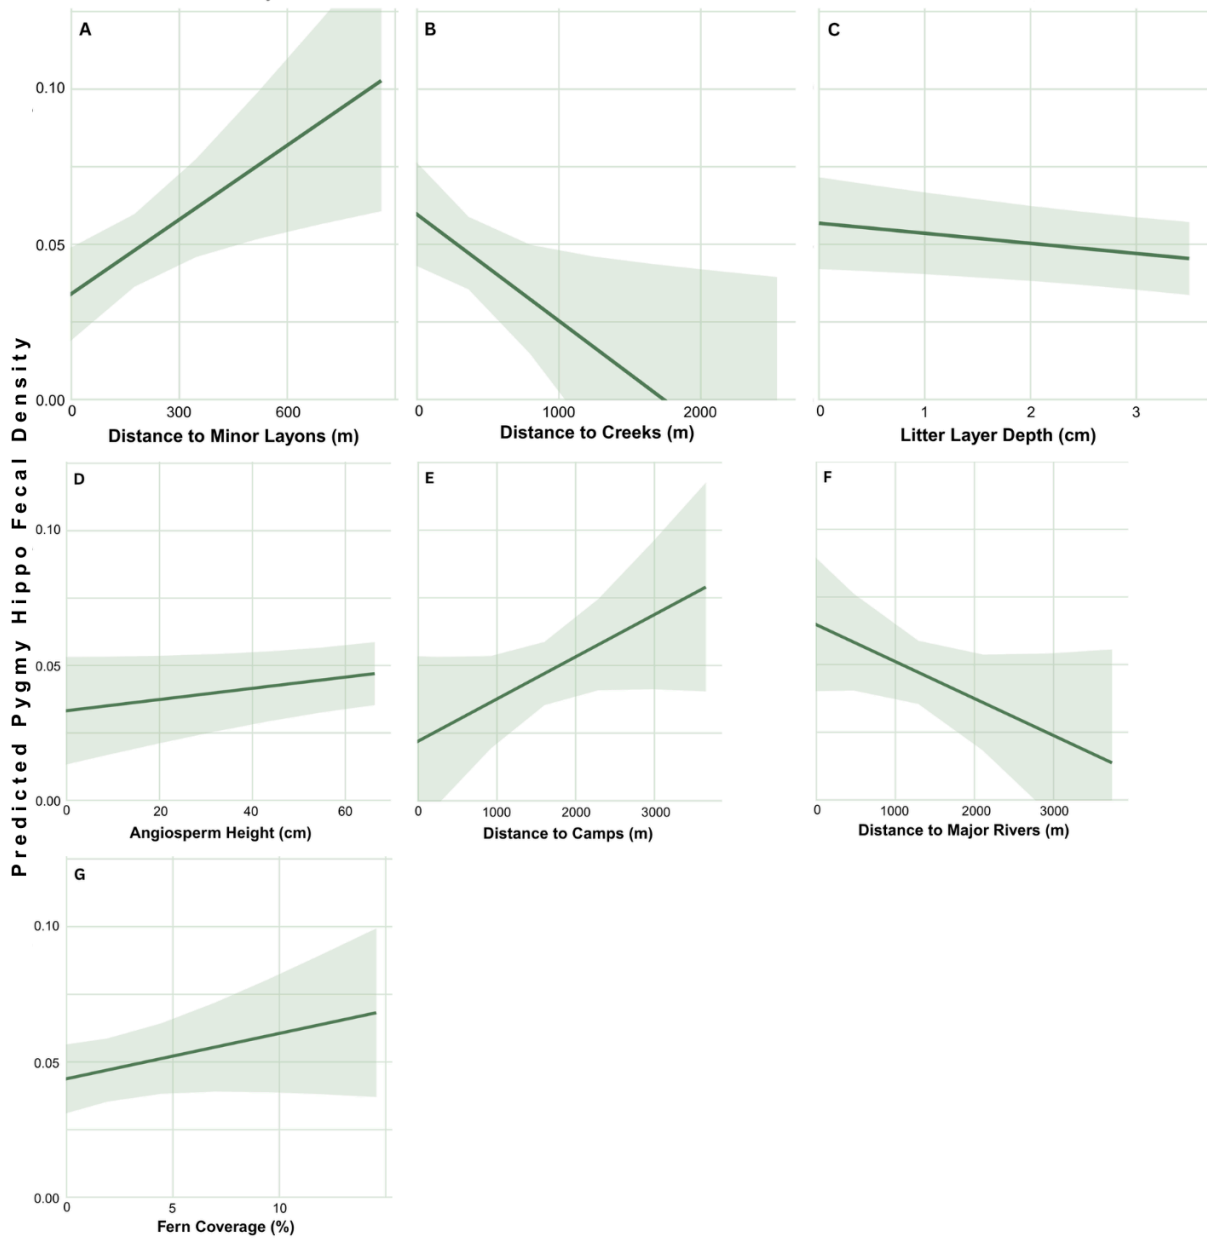 Predicted Pygmy Hippo Fecal Density
A
0.10
0.05
0.00
0 300 600
Distance to Minor Layons (m)
B
0 1000 2000
Distance to Creeks (m)
C
0 1 2 3
Litter Layer Depth (cm)
D
0.10
0.05
0.00
0 20 40 60
Angiosperm Height (cm)
E
0 1000 2000 3000
Distance to Camps (m)
F
0 1000 2000 3000
Distance to Major Rivers (m)
G
0.10
0.05
0.00
0 5 10
Fern Coverage (%)